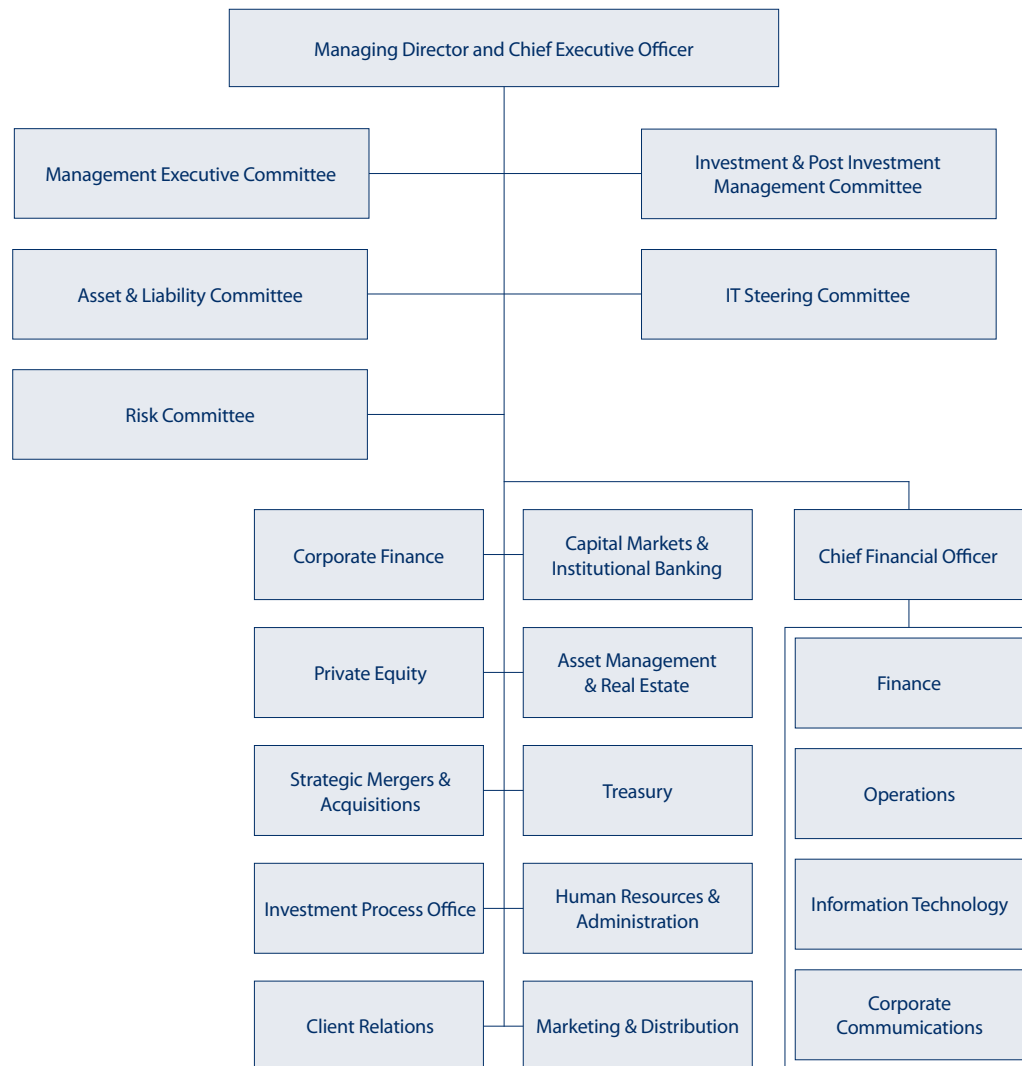 Managing Director and Chief Executive Officer
Management Executive Committee
Investment & Post Investment
Management Committee
Asset & Liability Committee
IT Steering Committee
Risk Committee
Corporate Finance
Capital Markets &
Institutional Banking
Chief Financial Officer
Private Equity
Asset Management
& Real Estate
Finance
Strategic Mergers &
Acquisitions
Treasury
Operations
Investment Process Office
Human Resources &
Administration
Information Technology
Client Relations
Marketing & Distribution
Corporate
Commumications